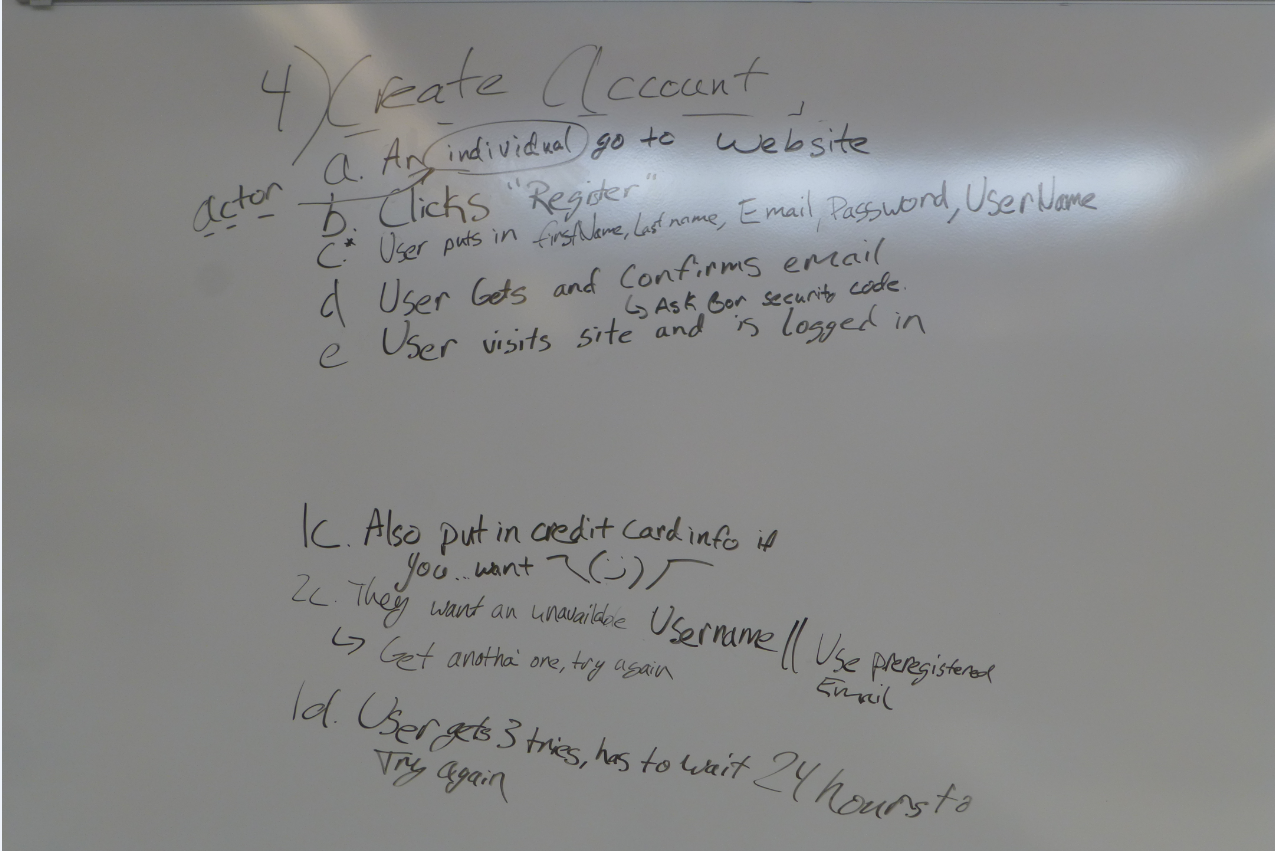 4) Create Account
a. An individual go to website
actor
b. Clicks "Register"
c.* User puts in firstName, Last name, Email, Password, UserName
d User Gets and Confirms email
↳ Ask for security code.
e User visits site and is logged in
1c. Also put in credit card info if
you.. want ¯\(ツ)/¯
2c. They want an unavailable Username || Use preregistered
Email
↳ Get anotha' one, try again
1d. User gets 3 tries, has to wait 24 hours to
Try again